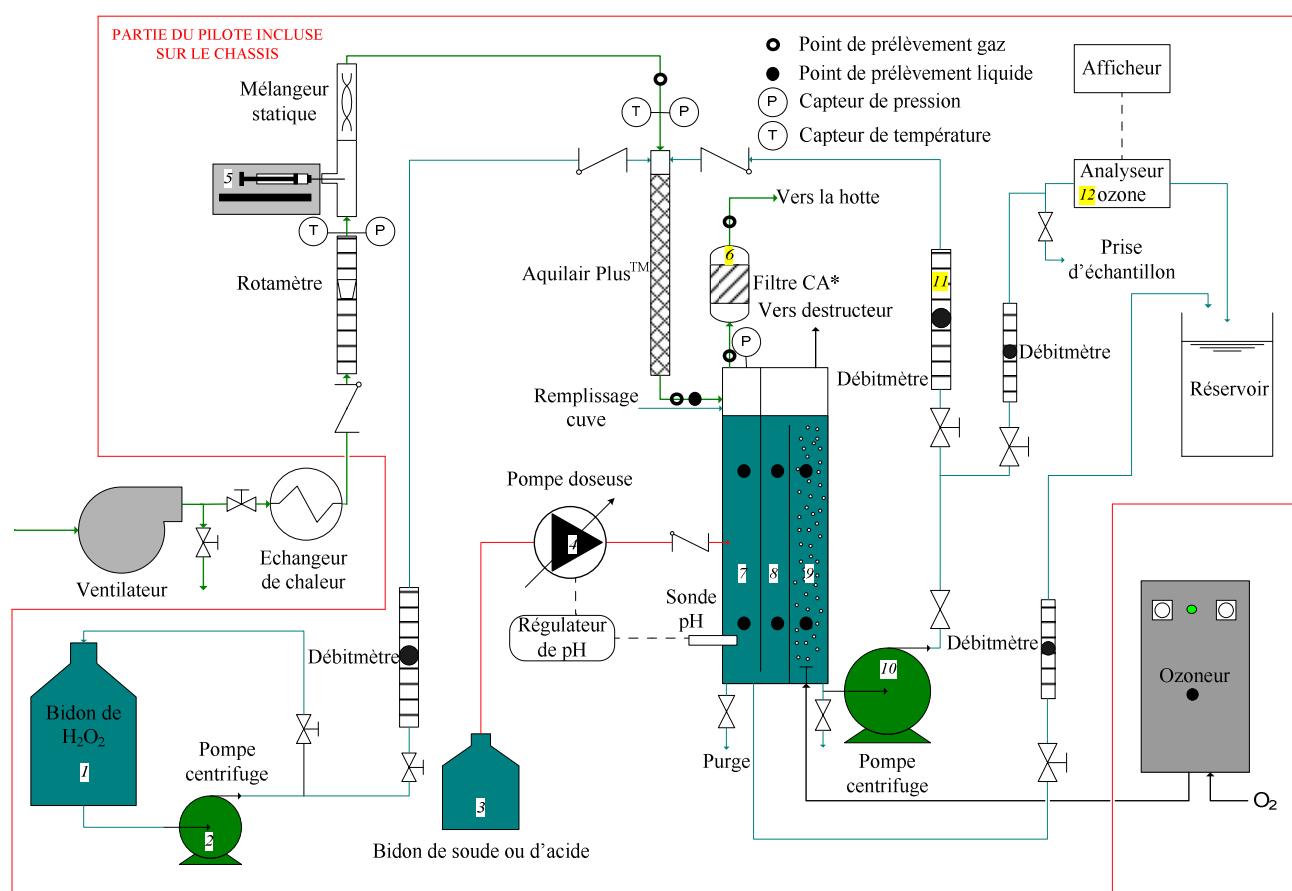 PARTIE DU PILOTE INCLUSE
SUR LE CHASSIS
Point de prélèvement gaz
Point de prélèvement liquide
P
Capteur de pression
T
Capteur de température
Afficheur
Mélangeur
statique
T
P
5
Analyseur
12 ozone
Vers la hotte
T
P
Prise
d'échantillon
Rotamètre
Aquilair Plus™
6
Filtre CA*
11
Vers destructeur
P
Débitmètre
Débitmètre
Réservoir
Remplissage
cuve
Pompe doseuse
4
Ventilateur
Echangeur
de chaleur
7
8
9
Sonde
pH
Régulateur
de pH
Débitmètre
Débitmètre
10
Ozoneur
Bidon de
H2O2
1
Pompe
centrifuge
2
3
Bidon de soude ou d'acide
Purge
Pompe
centrifuge
O2